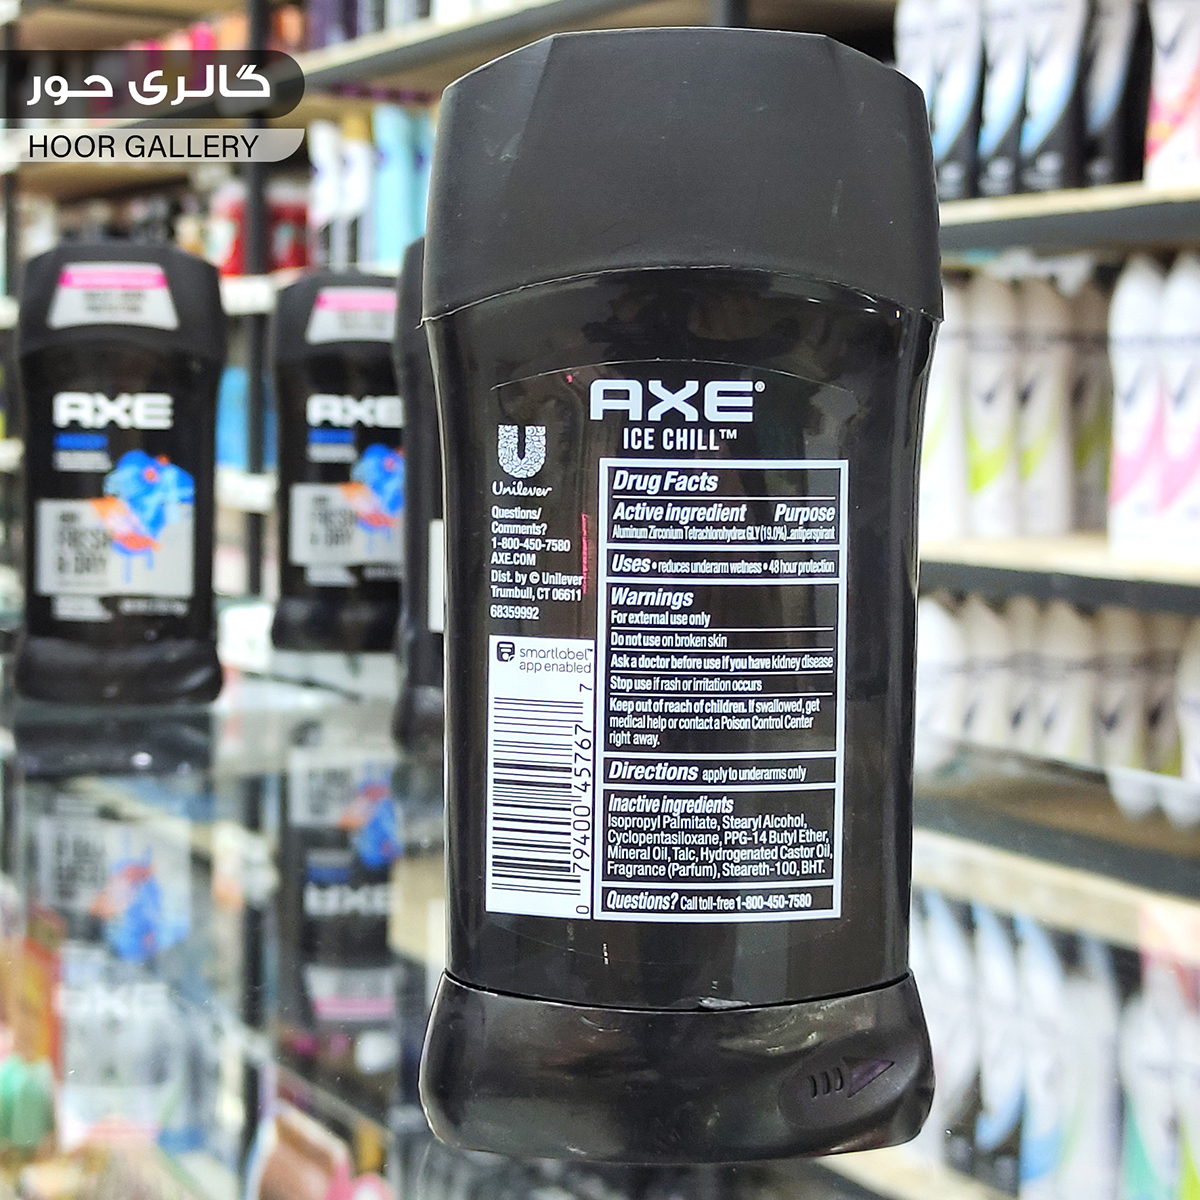 گالری حور
HOOR GALLERY
AXE
AXE
AXE®
ICE CHILL™
Unilever
Questions/
Comments?
1-800-450-7580
AXE.COM
Dist. by © Unilever
Trumbull, CT 06611
68359992
smartlabel™
app enabled
0 79400 45767 7
Drug Facts
Active ingredient Purpose
Aluminum Zirconium Tetrachlorohydrex GLY (19.0%)..antiperspirant
Uses • reduces underarm wetness • 48 hour protection
Warnings
For external use only
Do not use on broken skin
Ask a doctor before use if you have kidney disease
Stop use if rash or irritation occurs
Keep out of reach of children. If swallowed, get
medical help or contact a Poison Control Center
right away.
Directions apply to underarms only
Inactive ingredients
Isopropyl Palmitate, Stearyl Alcohol,
Cyclopentasiloxane, PPG-14 Butyl Ether,
Mineral Oil, Talc, Hydrogenated Castor Oil,
Fragrance (Parfum), Steareth-100, BHT.
Questions? Call toll-free 1-800-450-7580
FRESH
& DRY